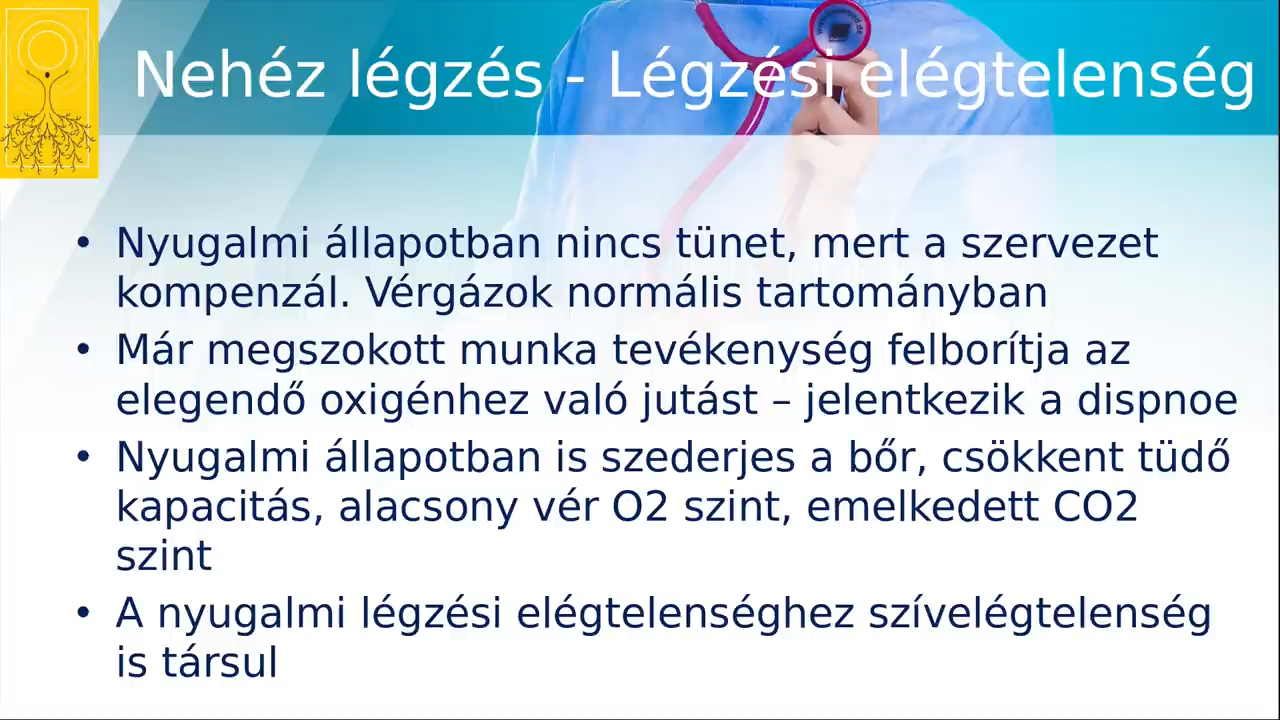 Nehéz légzés - Légzési elégtelenség
• Nyugalmi állapotban nincs tünet, mert a szervezet
kompenzál. Vérgázok normális tartományban
• Már megszokott munka tevékenység felborítja az
elegendő oxigénhez való jutást – jelentkezik a dispnoe
• Nyugalmi állapotban is szederjes a bőr, csökkent tüdő
kapacitás, alacsony vér O2 szint, emelkedett CO2
szint
• A nyugalmi légzési elégtelenséghez szívelégtelenség
is társul